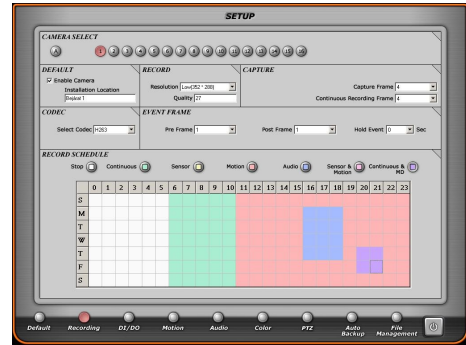 SETUP
CAMERA SELECT
A 1 2 3 4 5 6 7 8 9 10 11 12 13 14 15 16
DEFAULT RECORD CAPTURE
Enable Camera
Installation Location
Resolution Low(352 * 288)
Quality 27
Capture Frame 4
Continuous Recording Frame 4
CODEC EVENT FRAME
Select Codec H263 Pre Frame 1 Post Frame 1 Hold Event 0 Sec
RECORD SCHEDULE
Stop Continuous Sensor Motion Audio Sensor & Motion Continuous & MD
0 1 2 3 4 5 6 7 8 9 10 11 12 13 14 15 16 17 18 19 20 21 22 23
S
M
T
W
T
F
S
Default Recording DI/DO Motion Audio Color PTZ Auto Backup File Management